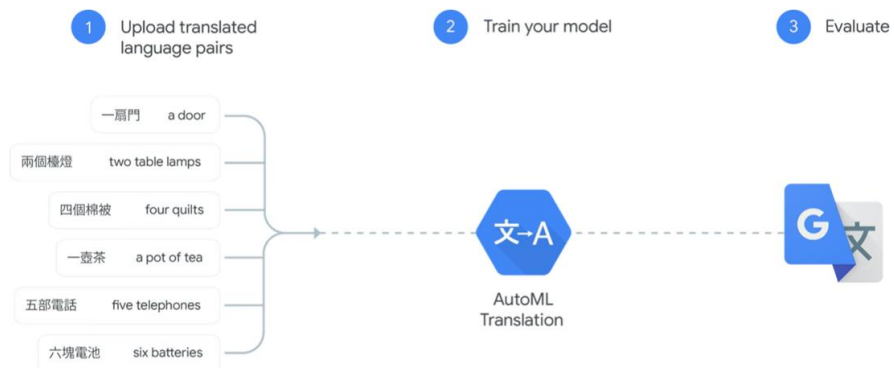 1 Upload translated
language pairs
2 Train your model
3 Evaluate
一扇門 a door
兩個檯燈 two table lamps
四個棉被 four quilts
一壺茶 a pot of tea
五部電話 five telephones
六塊電池 six batteries
文→A
AutoML
Translation
G 文